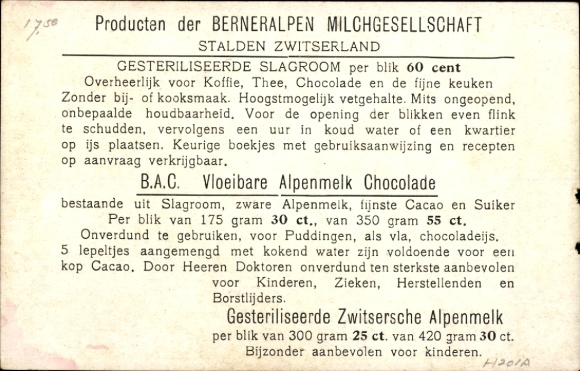 17.50
Producten der BERNERALPEN MILCHGESELLSCHAFT
STALDEN ZWITSERLAND
GESTERILISEERDE SLAGROOM per blik 60 cent
Overheerlijk voor Koffie, Thee, Chocolade en de fijne keuken
Zonder bij- of kooksmaak. Hoogstmogelijk vetgehalte. Mits ongeopend,
onbepaalde houdbaarheid. Voor de opening der blikken even flink
te schudden, vervolgens een uur in koud water of een kwartier
op ijs plaatsen. Keurige boekjes met gebruiksaanwijzing en recepten
op aanvraag verkrijgbaar.
B.A.C. Vloeibare Alpenmelk Chocolade
bestaande uit Slagroom, zware Alpenmelk, fijnste Cacao en Suiker
Per blik van 175 gram 30 ct., van 350 gram 55 ct.
Onverdund te gebruiken, voor Puddingen, als vla, chocoladeijs.
5 lepeltjes aangemengd met kokend water zijn voldoende voor een
kop Cacao. Door Heeren Doktoren onverdund ten sterkste aanbevolen
voor Kinderen, Zieken, Herstellenden en
Borstlijders.
Gesteriliseerde Zwitsersche Alpenmelk
per blik van 300 gram 25 ct. van 420 gram 30 ct.
Bijzonder aanbevolen voor kinderen.
H201A